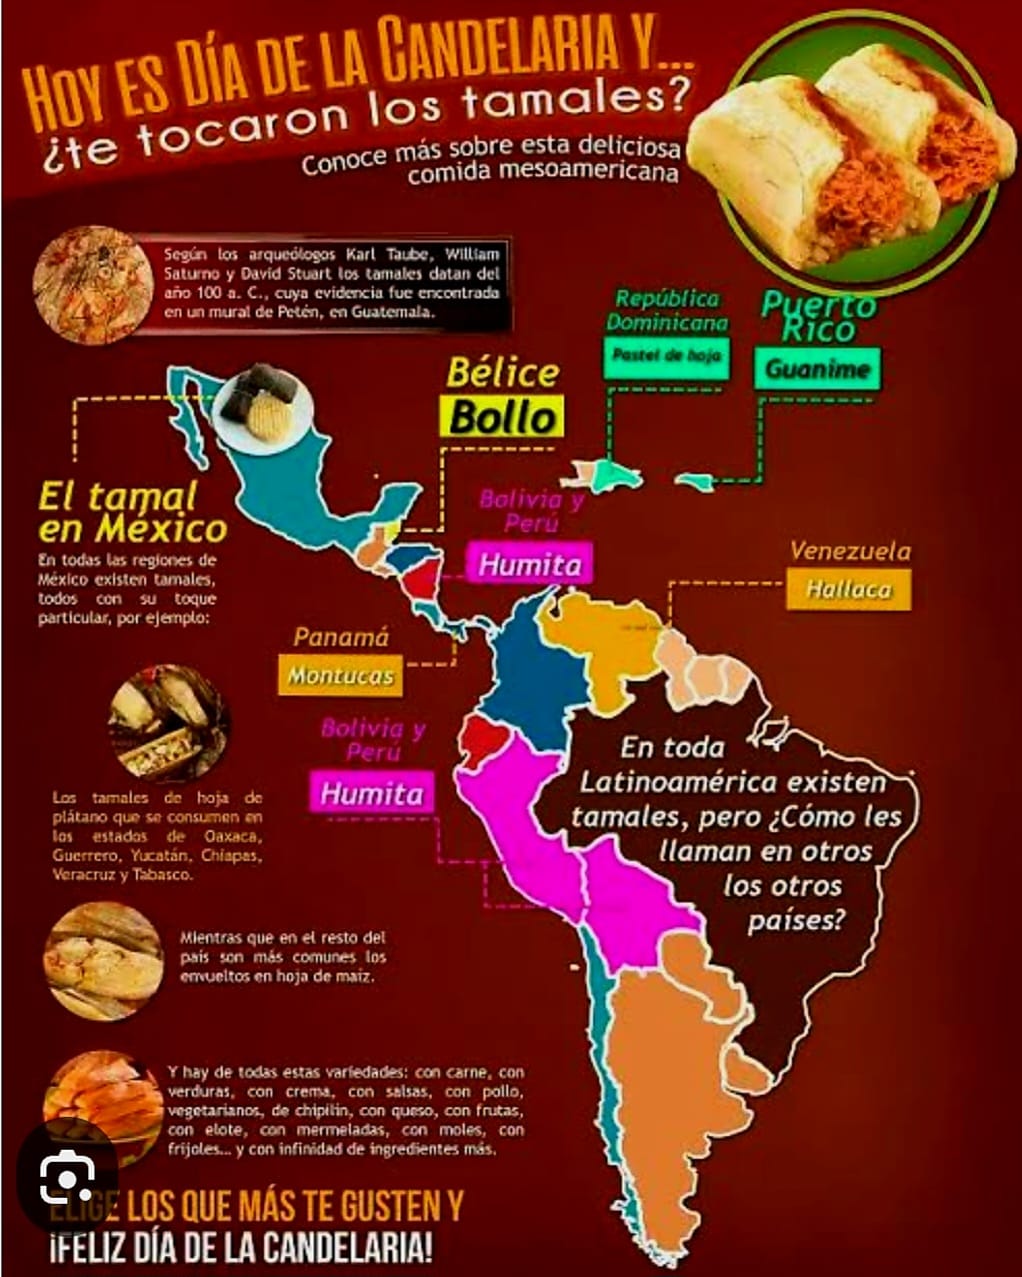 HOY ES DÍA DE LA CANDELARIA Y...
¿te tocaron los tamales?
Conoce más sobre esta deliciosa
comida mesoamericana
Según los arqueólogos Karl Taube, William
Saturno y David Stuart los tamales datan del
año 100 a. C., cuya evidencia fue encontrada
en un mural de Petén, en Guatemala.
República
Dominicana
Pastel de hoja
Puerto
Rico
Guanime
Bélice
Bollo
El tamal
en México
En todas las regiones de
México existen tamales,
todos con su toque
particular, por ejemplo:
Bolivia y
Perú
Humita
Venezuela
Hallaca
Panamá
Montucas
Bolivia y
Perú
Humita
En toda
Latinoamérica existen
tamales, pero ¿Cómo les
llaman en otros
los otros
países?
Los tamales de hoja de
plátano que se consumen en
los estados de Oaxaca,
Guerrero, Yucatán, Chiapas,
Veracruz y Tabasco.
Mientras que en el resto del
país son más comunes los
envueltos en hoja de maíz.
Y hay de todas estas variedades: con carne, con
verduras, con crema, con salsas, con pollo,
vegetarianos, de chipilín, con queso, con frutas,
con elote, con mermeladas, con moles, con
frijoles... y con infinidad de ingredientes más.
ELIGE LOS QUE MÁS TE GUSTEN Y
¡FELIZ DÍA DE LA CANDELARIA!